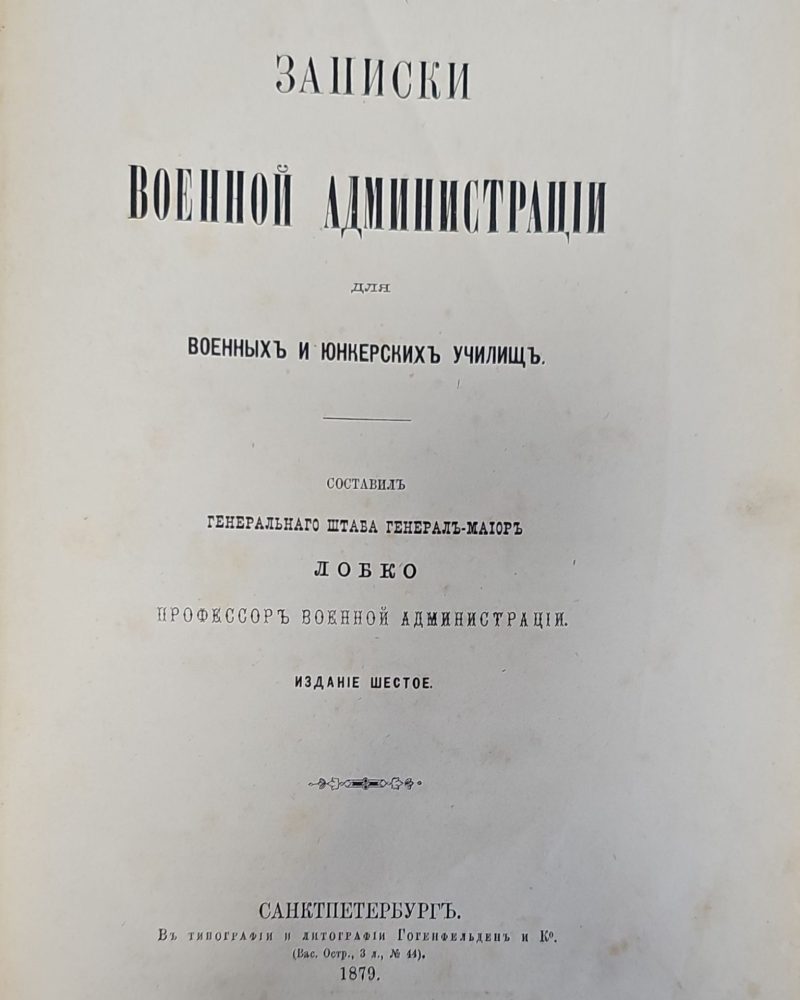 ЗАПИСКИ
ВОЕННОЙ АДМИНИСТРАЦІИ
ДЛЯ
ВОЕННЫХЪ И ЮНКЕРСКИХЪ УЧИЛИЩЪ.
СОСТАВИЛЪ
ГЕНЕРАЛЬНАГО ШТАБА ГЕНЕРАЛЪ-МАІОРЪ
ЛОБКО
ПРОФЕССОРЪ ВОЕННОЙ АДМИНИСТРАЦІИ.
ИЗДАНІЕ ШЕСТОЕ.
САНКТПЕТЕРБУРГЪ.
Въ типографіи и литографіи Гогенфельденъ и Ко.
(Вас. Остр., 3 л., № 44).
1879.